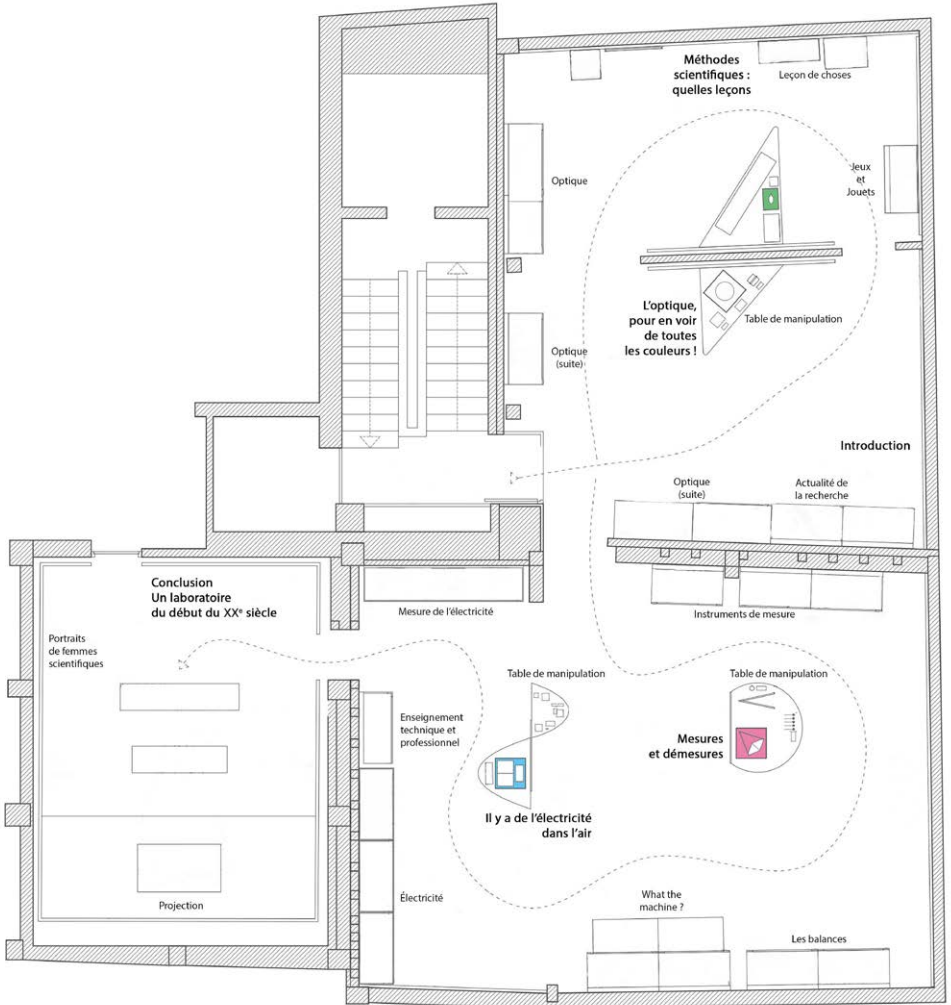 Méthodes
scientifiques :
quelles leçons
Leçon de choses
Optique
Jeux
et
Jouets
L'optique,
pour en voir
de toutes
les couleurs !
Table de manipulation
Optique
(suite)
Introduction
Optique
(suite)
Actualité de
la recherche
Conclusion
Un laboratoire
du début du XXᵉ siècle
Mesure de l'électricité
Instruments de mesure
Portraits
de femmes
scientifiques
Table de manipulation
Table de manipulation
Enseignement
technique et
professionnel
Mesures
et démesures
Il y a de l'électricité
dans l'air
Électricité
What the
machine ?
Projection
Les balances